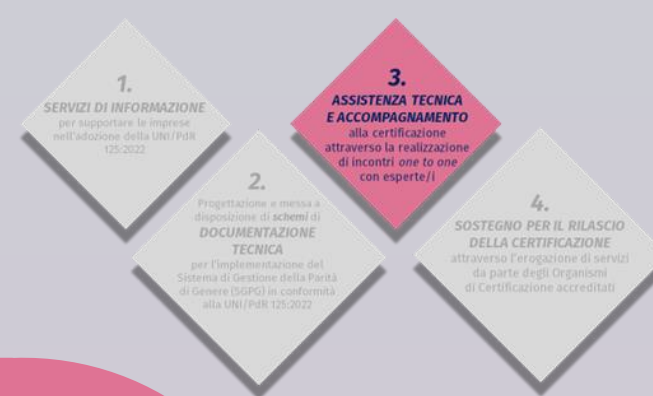 1.
SERVIZI DI INFORMAZIONE
per supportare le imprese
nell'adozione della UNI/PdR
125:2022
2.
Progettazione e messa a
disposizione di schemi di
DOCUMENTAZIONE
TECNICA
per l'implementazione del
Sistema di Gestione della Parità
di Genere (SGPG) in conformità
alla UNI/PdR 125:2022
3.
ASSISTENZA TECNICA
E ACCOMPAGNAMENTO
alla certificazione
attraverso la realizzazione
di incontri one to one
con esperte/i
4.
SOSTEGNO PER IL RILASCIO
DELLA CERTIFICAZIONE
attraverso l'erogazione di servizi
da parte degli Organismi
di Certificazione accreditati